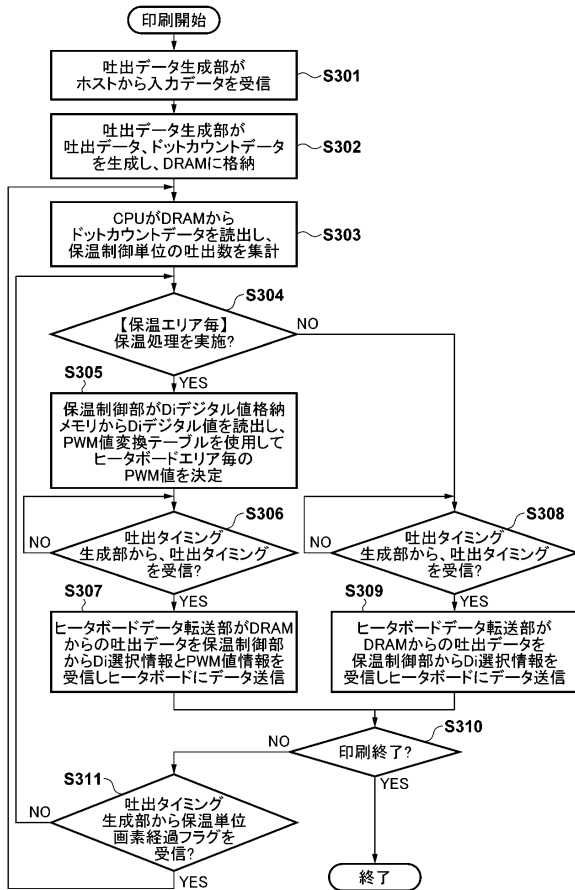 印刷開始
吐出データ生成部が
ホストから入力データを受信
S301
吐出データ生成部が
吐出データ、ドットカウントデータ
を生成し、DRAMに格納
S302
CPUがDRAMから
ドットカウントデータを読出し、
保温制御単位の吐出数を集計
S303
S304
【保温エリア毎】
保温処理を実施?
NO
YES
S305
保温制御部がDiデジタル値格納
メモリからDiデジタル値を読出し、
PWM値変換テーブルを使用して
ヒータボードエリア毎の
PWM値を決定
S306
吐出タイミング
生成部から、吐出タイミング
を受信?
NO
YES
S308
吐出タイミング
生成部から、吐出タイミング
を受信?
NO
YES
S307
ヒータボードデータ転送部がDRAM
からの吐出データを保温制御部
からDi選択情報とPWM値情報を
受信しヒータボードにデータ送信
S309
ヒータボードデータ転送部が
DRAMからの吐出データを
保温制御部からDi選択情報を
受信しヒータボードにデータ送信
S310
印刷終了?
NO
YES
S311
吐出タイミング
生成部から保温単位
画素経過フラグを
受信?
NO
YES
終了